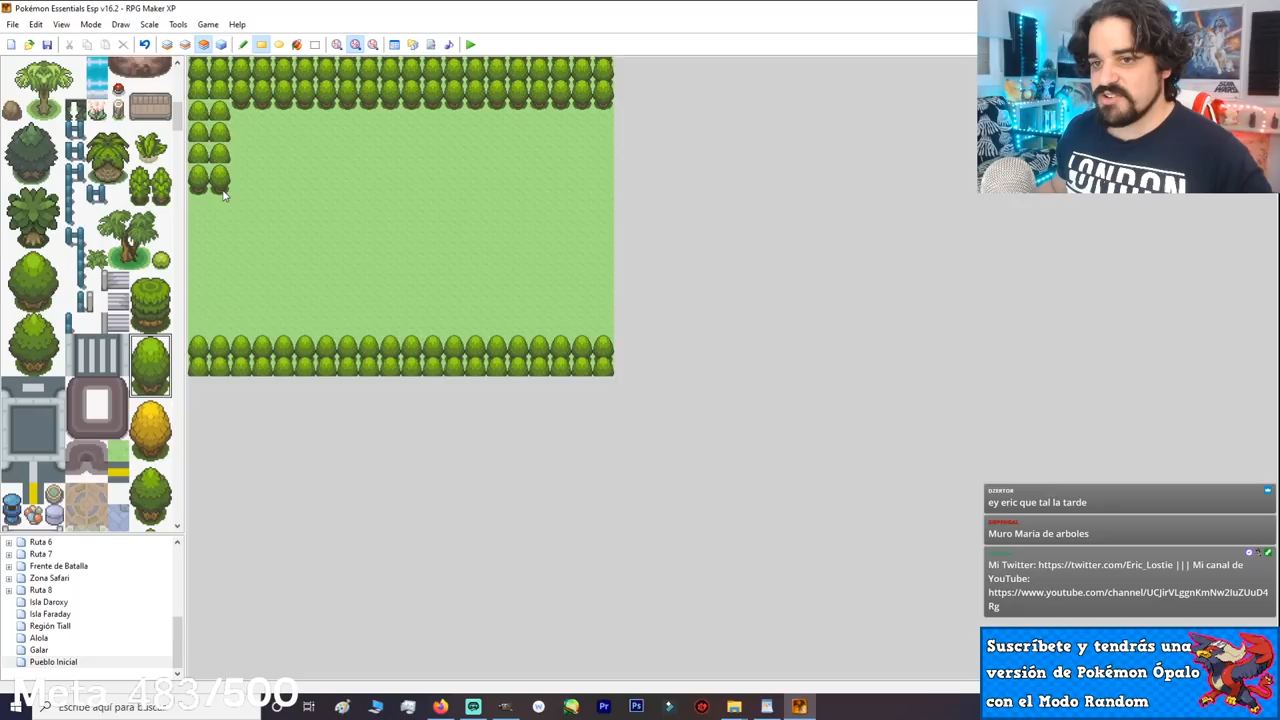 Pokémon Essentials Esp v16.2 - RPG Maker XP
File Edit View Mode Draw Scale Tools Game Help
LONDON
Ruta 6
Ruta 7
Frente de Batalla
Zona Safari
Ruta 8
Isla Daroxy
Isla Faraday
Región Tiall
Alola
Galar
Pueblo Inicial
Meta 483/500
Escribe aquí para buscar
DZERTOR
ey eric que tal la tarde
Muro Maria de arboles
Mi Twitter: https://twitter.com/Eric_Lostie ||| Mi canal de
YouTube:
https://www.youtube.com/channel/UCJirVLggnKmNw2IuZUuD4
Rg
Suscríbete y tendrás una
versión de Pokémon Ópalo
con el Modo Random